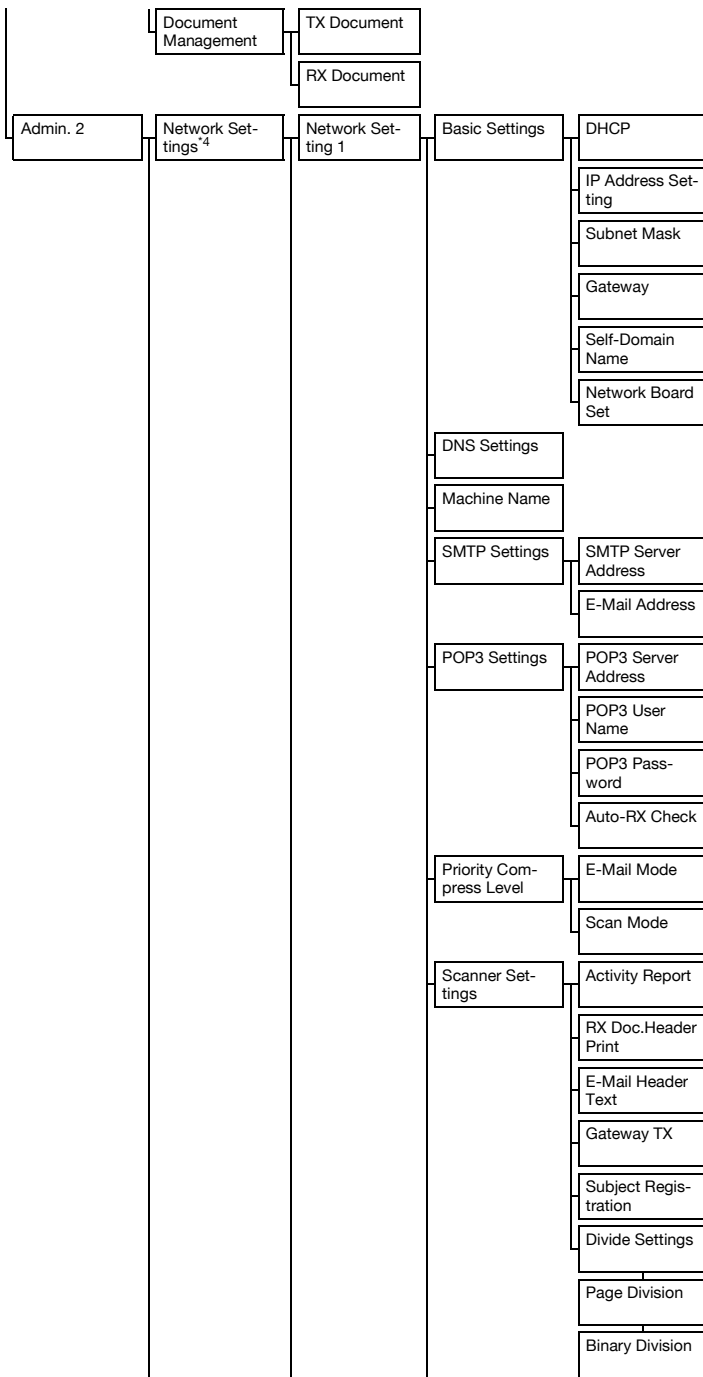 Document
Management
TX Document
RX Document
Admin. 2
Network Set-
tings*4
Network Set-
ting 1
Basic Settings
DHCP
IP Address Set-
ting
Subnet Mask
Gateway
Self-Domain
Name
Network Board
Set
DNS Settings
Machine Name
SMTP Settings
SMTP Server
Address
E-Mail Address
POP3 Settings
POP3 Server
Address
POP3 User
Name
POP3 Pass-
word
Auto-RX Check
Priority Com-
press Level
E-Mail Mode
Scan Mode
Scanner Set-
tings
Activity Report
RX Doc.Header
Print
E-Mail Header
Text
Gateway TX
Subject Regis-
tration
Divide Settings
Page Division
Binary Division